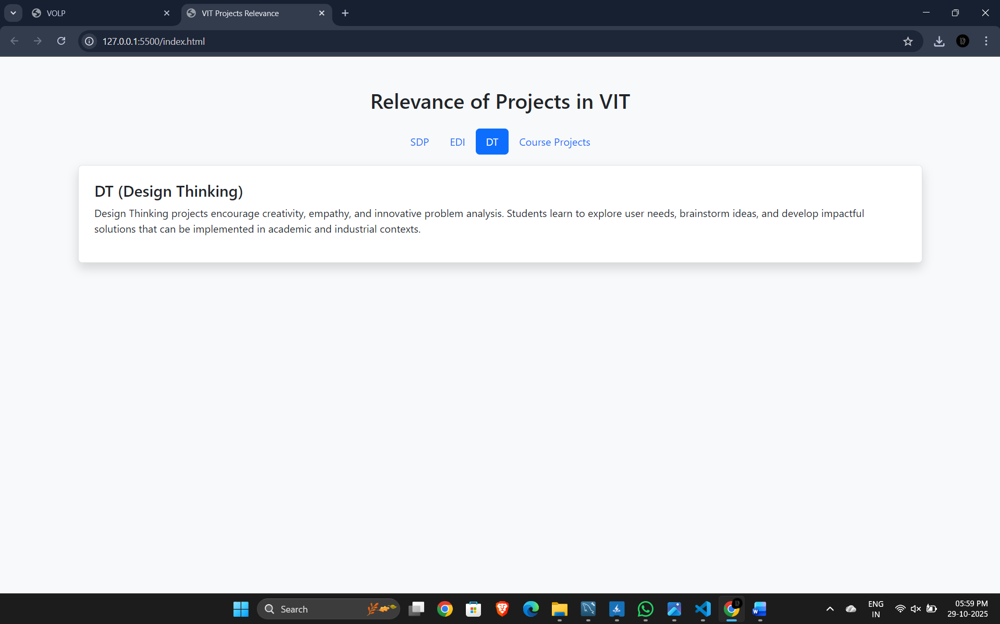 VOLP
VIT Projects Relevance
127.0.0.1:5500/index.html
Relevance of Projects in VIT
SDP EDI DT Course Projects
DT (Design Thinking)
Design Thinking projects encourage creativity, empathy, and innovative problem analysis. Students learn to explore user needs, brainstorm ideas, and develop impactful
solutions that can be implemented in academic and industrial contexts.
Search
ENG
IN
05:59 PM
29-10-2025